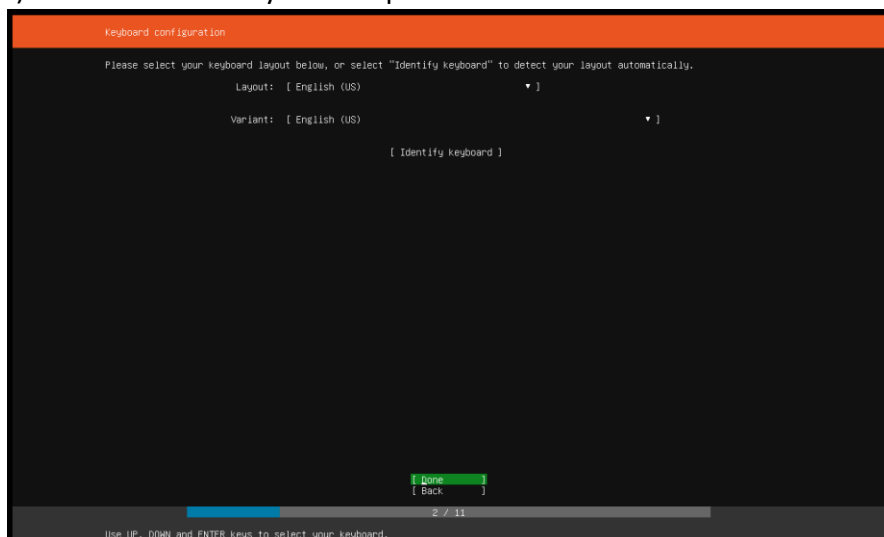 Keyboard configuration
Please select your keyboard layout below, or select "Identify keyboard" to detect your layout automatically.
Layout: [ English (US) ▾ ]
Variant: [ English (US) ▾ ]
[ Identify keyboard ]
[ Done ]
[ Back ]
2 / 11
Use UP, DOWN and ENTER keys to select your keyboard.